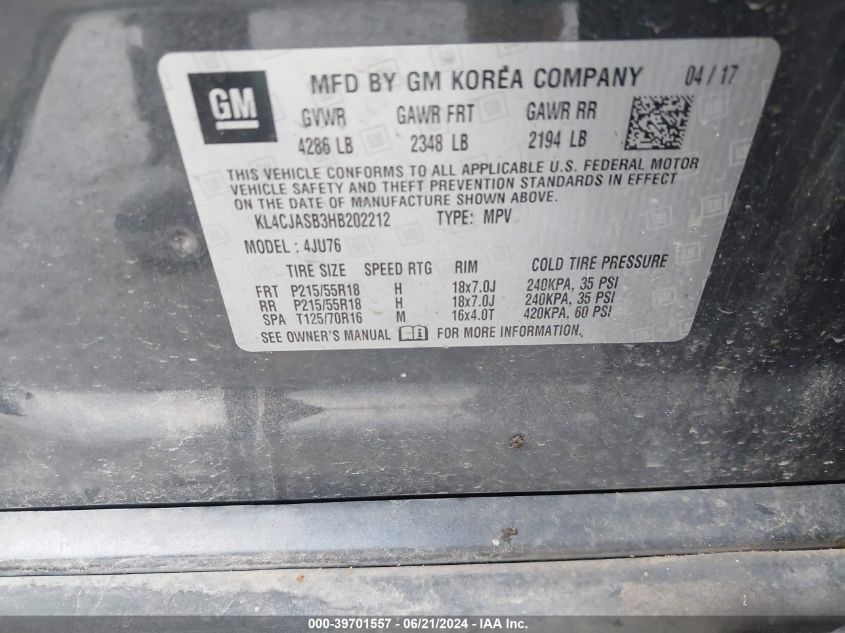 GM MFD BY GM KOREA COMPANY 04 / 17
GVWR GAWR FRT GAWR RR
4286 LB 2348 LB 2194 LB
THIS VEHICLE CONFORMS TO ALL APPLICABLE U.S. FEDERAL MOTOR
VEHICLE SAFETY AND THEFT PREVENTION STANDARDS IN EFFECT
ON THE DATE OF MANUFACTURE SHOWN ABOVE.
KL4CJASB3HB202212 TYPE: MPV
MODEL : 4JU76
TIRE SIZE SPEED RTG RIM COLD TIRE PRESSURE
FRT P215/55R18 H 18x7.0J 240KPA, 35 PSI
RR P215/55R18 H 18x7.0J 240KPA, 35 PSI
SPA T125/70R16 M 16x4.0T 420KPA, 60 PSI
SEE OWNER'S MANUAL FOR MORE INFORMATION.
000-39701557 - 06/21/2024 - IAA Inc.